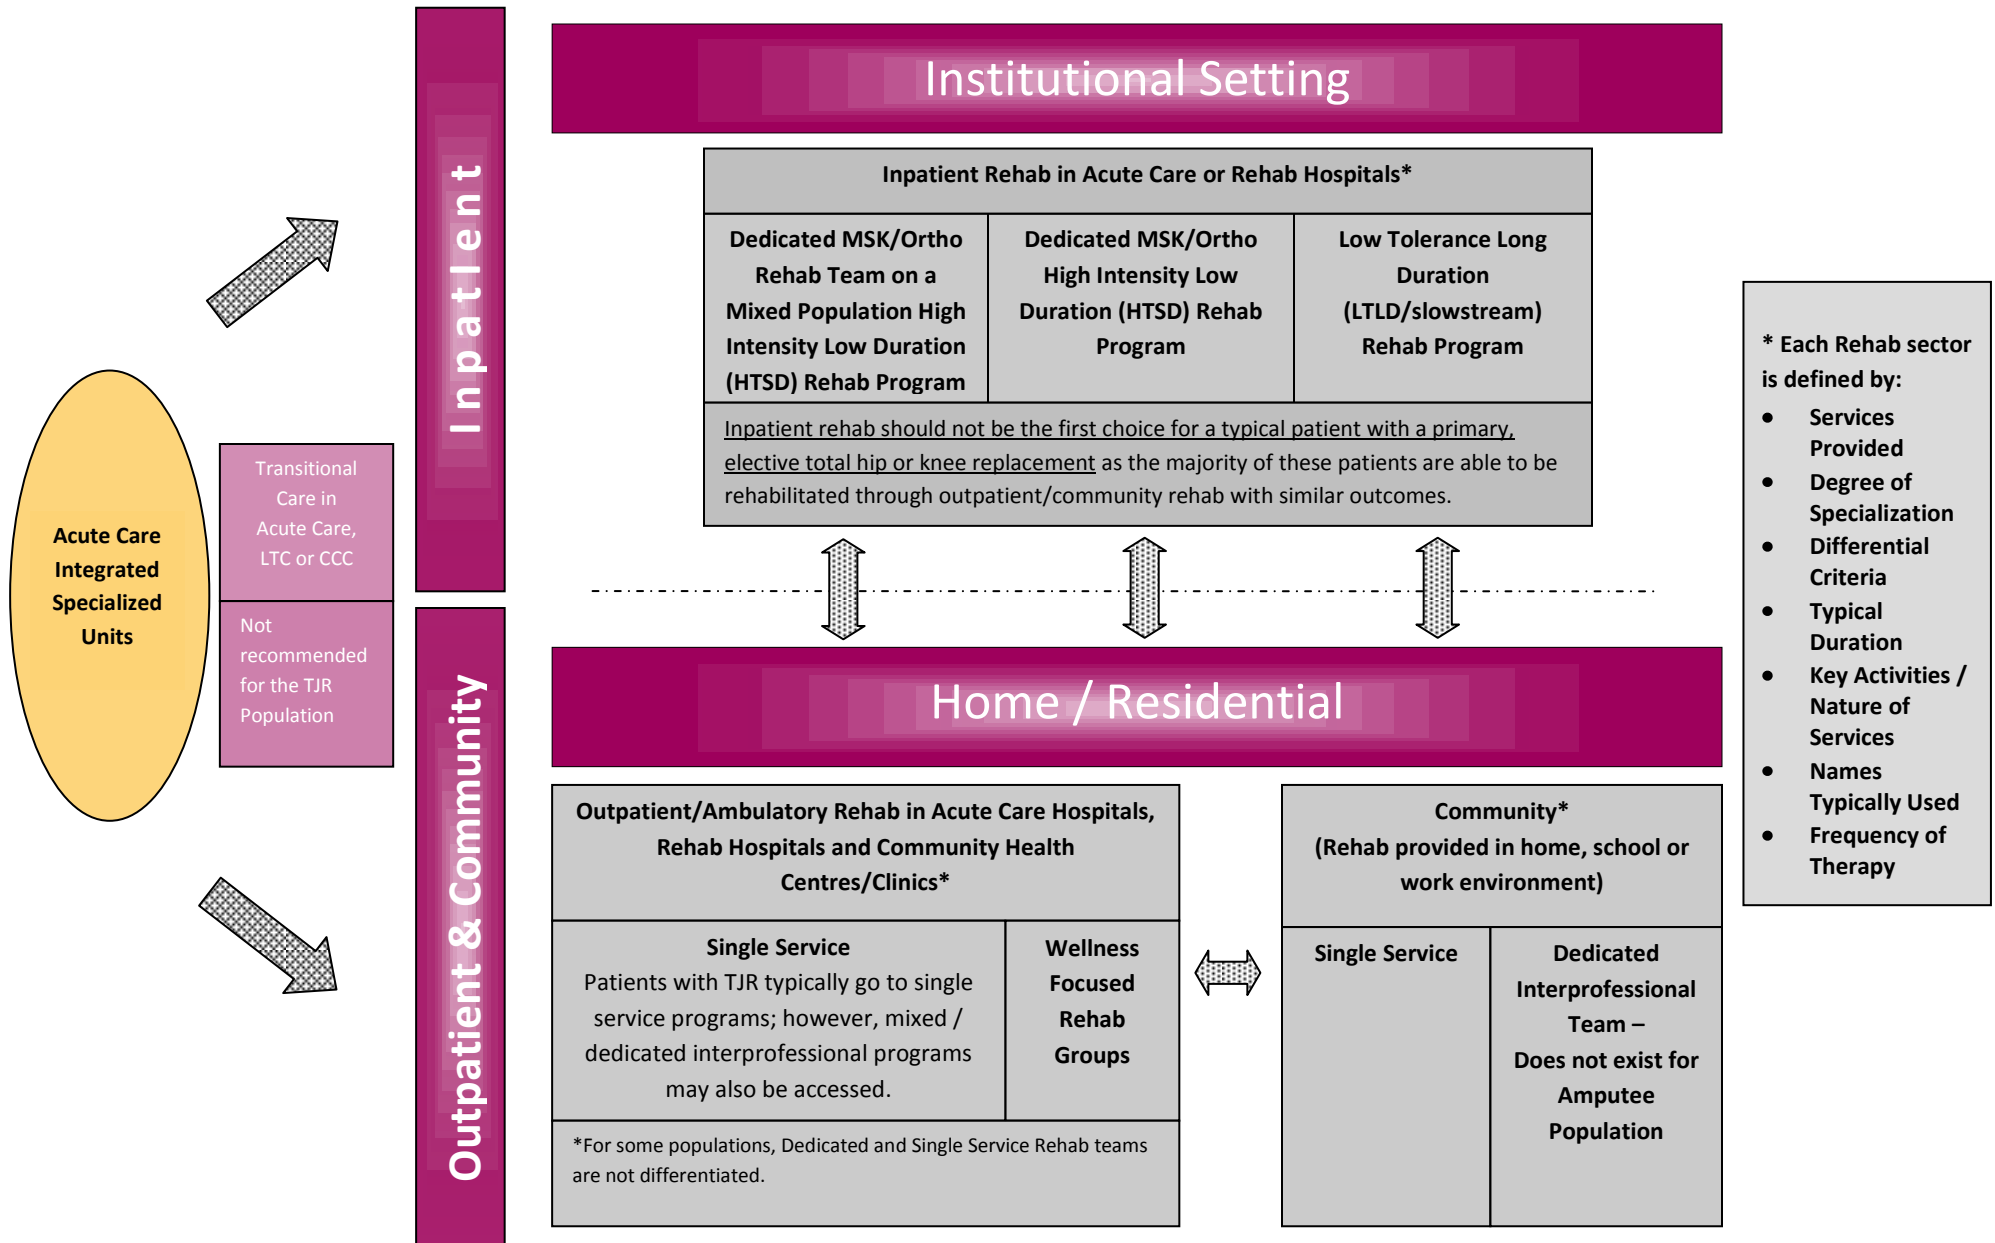 Institutional Setting
Inpatient
Inpatient Rehab in Acute Care or Rehab Hospitals*
Dedicated MSK/Ortho
Rehab Team on a
Mixed Population High
Intensity Low Duration
(HTSD) Rehab Program
Dedicated MSK/Ortho
High Intensity Low
Duration (HTSD) Rehab
Program
Low Tolerance Long
Duration
(LTLD/slowstream)
Rehab Program
Inpatient rehab should not be the first choice for a typical patient with a primary,
elective total hip or knee replacement as the majority of these patients are able to be
rehabilitated through outpatient/community rehab with similar outcomes.
Acute Care
Integrated
Specialized
Units
Transitional
Care in
Acute Care,
LTC or CCC
Not
recommended
for the TJR
Population
Outpatient & Community
Home / Residential
Outpatient/Ambulatory Rehab in Acute Care Hospitals,
Rehab Hospitals and Community Health
Centres/Clinics*
Single Service
Patients with TJR typically go to single
service programs; however, mixed /
dedicated interprofessional programs
may also be accessed.
Wellness
Focused
Rehab
Groups
*For some populations, Dedicated and Single Service Rehab teams
are not differentiated.
Community*
(Rehab provided in home, school or
work environment)
Single Service
Dedicated
Interprofessional
Team –
Does not exist for
Amputee
Population
* Each Rehab sector
is defined by:
• Services
Provided
• Degree of
Specialization
• Differential
Criteria
• Typical
Duration
• Key Activities /
Nature of
Services
• Names
Typically Used
• Frequency of
Therapy